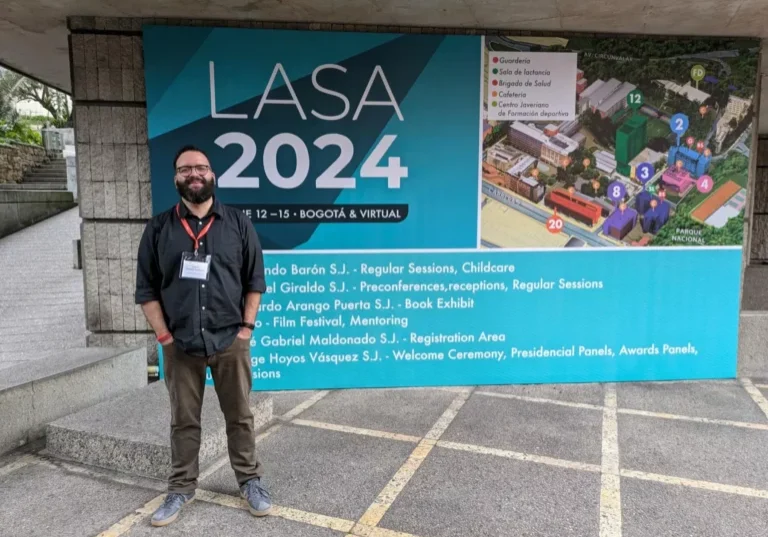 LASA
2024
E 12 –15 • BOGOTÁ & VIRTUAL
ndo Barón S.J. - Regular Sessions, Childcare
el Giraldo S.J. - Preconferences,receptions, Regular Sessions
ardo Arango Puerta S.J. - Book Exhibit
o - Film Festival, Mentoring
é Gabriel Maldonado S.J. - Registration Area
ge Hoyos Vásquez S.J. - Welcome Ceremony, Presidencial Panels, Awards Panels,
sions
Guardería
Sala de lactancia
Brigada de Salud
Cafetería
Centro Javeriano
de Formación deportiva
12
2
3
8
4
20
PARQUE
NACIONAL